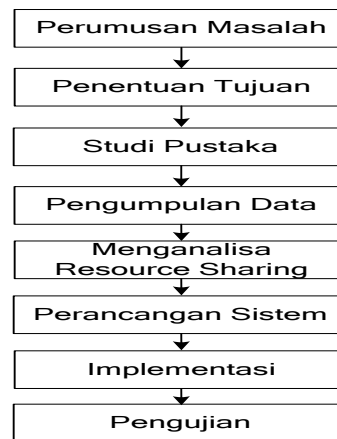 Perumusan Masalah
Penentuan Tujuan
Studi Pustaka
Pengumpulan Data
Menganalisa
Resource Sharing
Perancangan Sistem
Implementasi
Pengujian